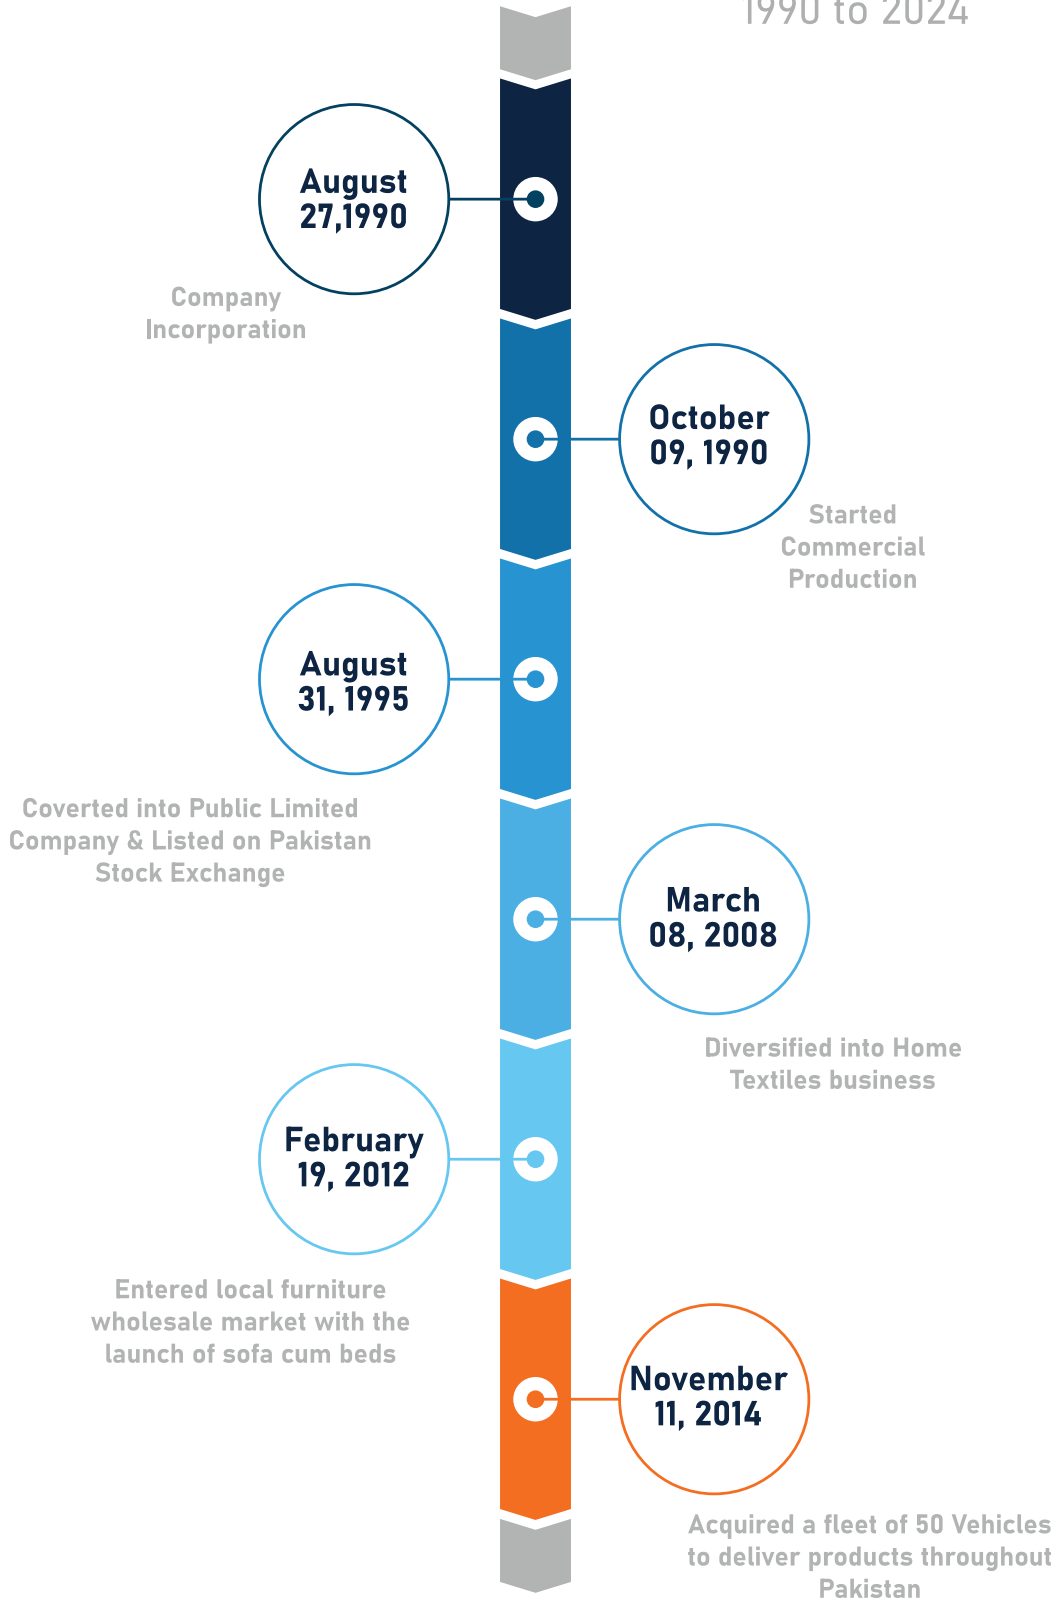 1990 to 2024
August
27,1990
Company
Incorporation
October
09, 1990
Started
Commercial
Production
August
31, 1995
Coverted into Public Limited
Company & Listed on Pakistan
Stock Exchange
March
08, 2008
Diversified into Home
Textiles business
February
19, 2012
Entered local furniture
wholesale market with the
launch of sofa cum beds
November
11, 2014
Acquired a fleet of 50 Vehicles
to deliver products throughout
Pakistan